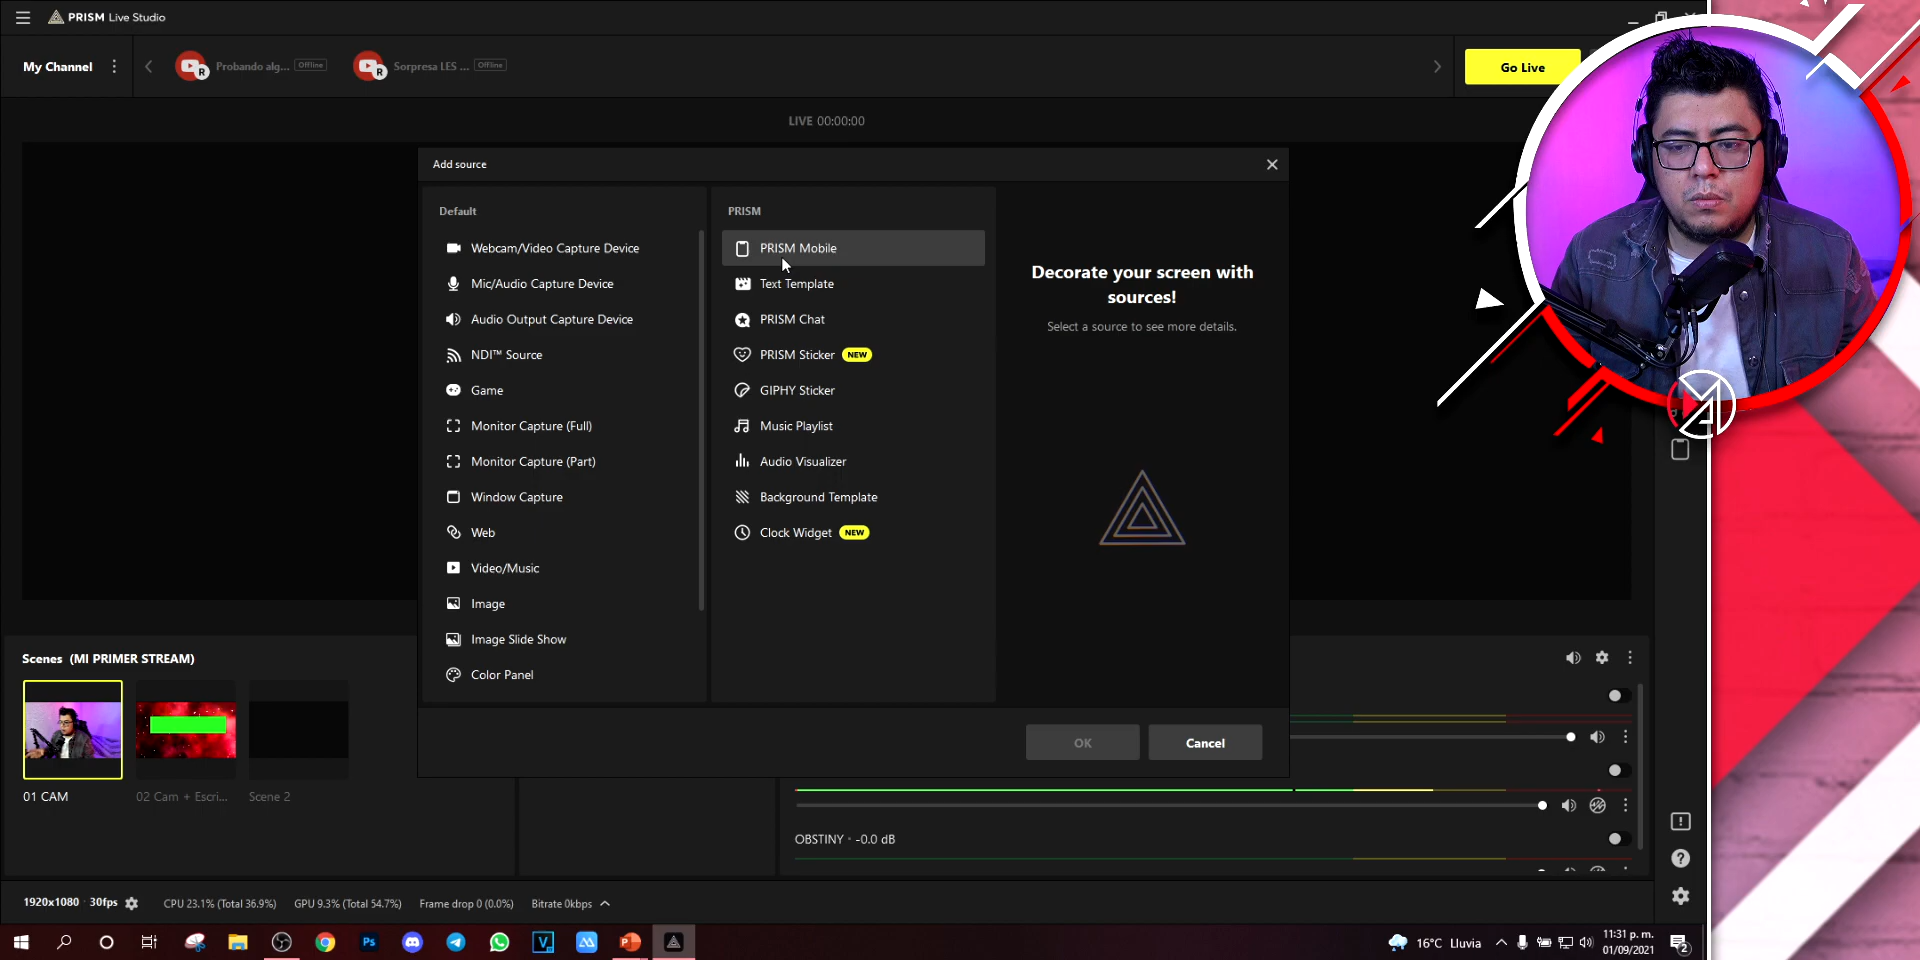 PRISM Live Studio
My Channel
Probando alg... Offline
Sorpresa LES ... Offline
Go Live
LIVE 00:00:00
Add source
Default
Webcam/Video Capture Device
Mic/Audio Capture Device
Audio Output Capture Device
NDI™ Source
Game
Monitor Capture (Full)
Monitor Capture (Part)
Window Capture
Web
Video/Music
Image
Image Slide Show
Color Panel
PRISM
PRISM Mobile
Text Template
PRISM Chat
PRISM Sticker NEW
GIPHY Sticker
Music Playlist
Audio Visualizer
Background Template
Clock Widget NEW
Decorate your screen with
sources!
Select a source to see more details.
OK
Cancel
Scenes (MI PRIMER STREAM)
01 CAM
02 Cam + Escri...
Scene 2
OBSTINY · -0.0 dB
1920x1080 · 30fps
CPU 23.1% (Total 36.9%)
GPU 9.3% (Total 54.7%)
Frame drop 0 (0.0%)
Bitrate 0kbps
16°C Lluvia
11:31 p. m.
01/09/2021
2